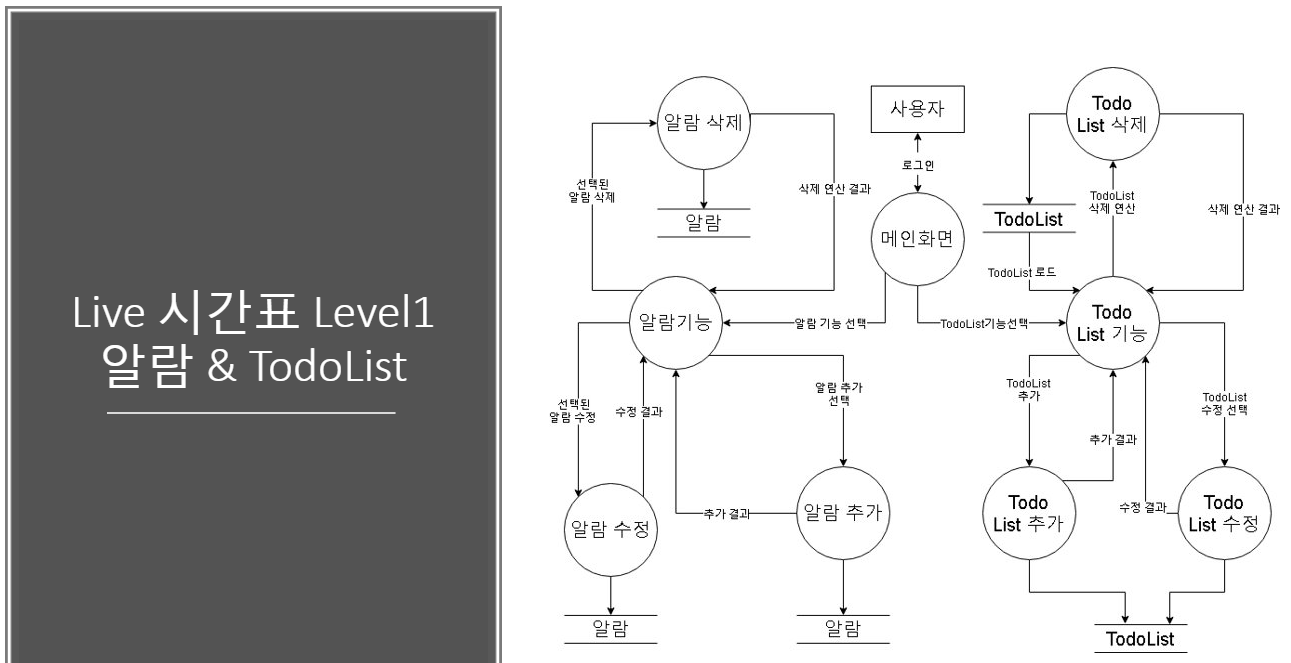 Live 시간표 Level1
알람 & TodoList
사용자
로그인
메인화면
알람 기능 선택
TodoList기능선택
알람 삭제
선택된
알람 삭제
삭제 연산 결과
알람
알람기능
선택된
알람 수정
수정 결과
알람 추가
선택
추가 결과
알람 수정
알람 추가
알람
알람
Todo
List 삭제
TodoList
삭제 연산
삭제 연산 결과
TodoList
TodoList 로드
Todo
List 기능
TodoList
추가
TodoList
수정 선택
추가 결과
수정 결과
Todo
List 추가
Todo
List 수정
TodoList